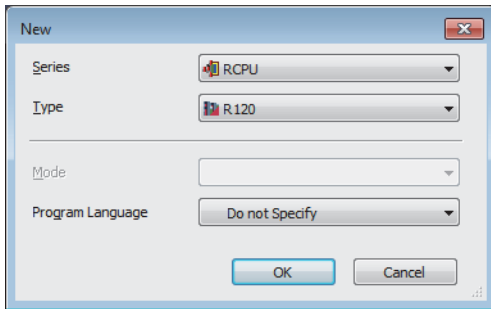 New
Series RCPU
Type R120
Mode
Program Language Do not Specify
OK Cancel